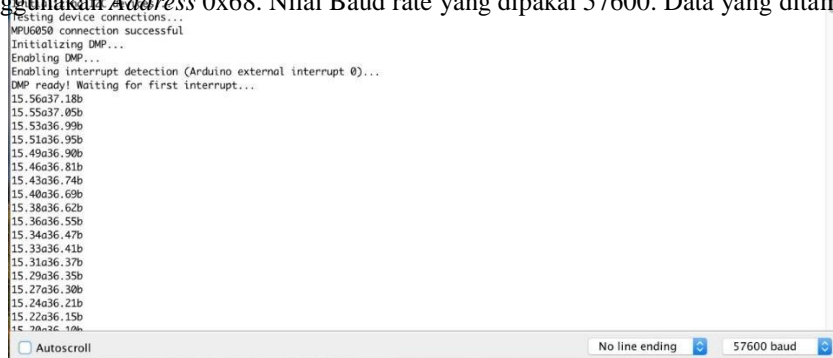 Address 0x68. Nilai Baud rate yang dipakai 57600. Data yang
Testing device connections...
MPU6050 connection successful
Initializing DMP...
Enabling DMP...
Enabling interrupt detection (Arduino external interrupt 0)...
DMP ready! Waiting for first interrupt...
15.56a37.18b
15.55a37.05b
15.53a36.99b
15.51a36.95b
15.49a36.90b
15.46a36.81b
15.43a36.74b
15.40a36.69b
15.38a36.62b
15.36a36.55b
15.34a36.47b
15.33a36.41b
15.31a36.37b
15.29a36.35b
15.27a36.30b
15.24a36.21b
15.22a36.15b
15.20a36.10b
Autoscroll
No line ending
57600 baud